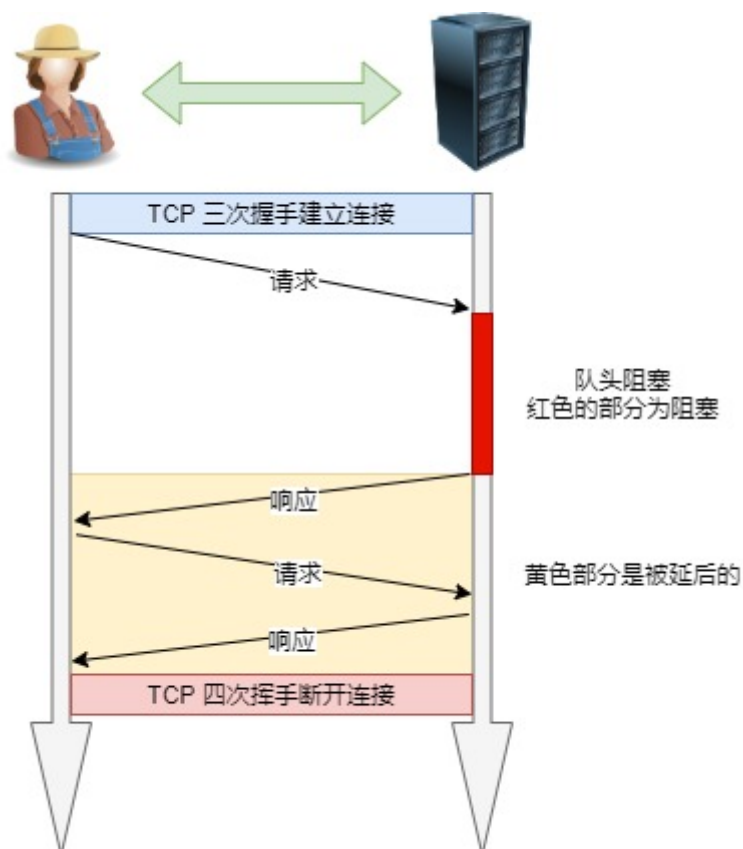 TCP 三次握手建立连接
请求
队头阻塞
红色的部分为阻塞
响应
请求
黄色部分是被延后的
响应
TCP 四次挥手断开连接